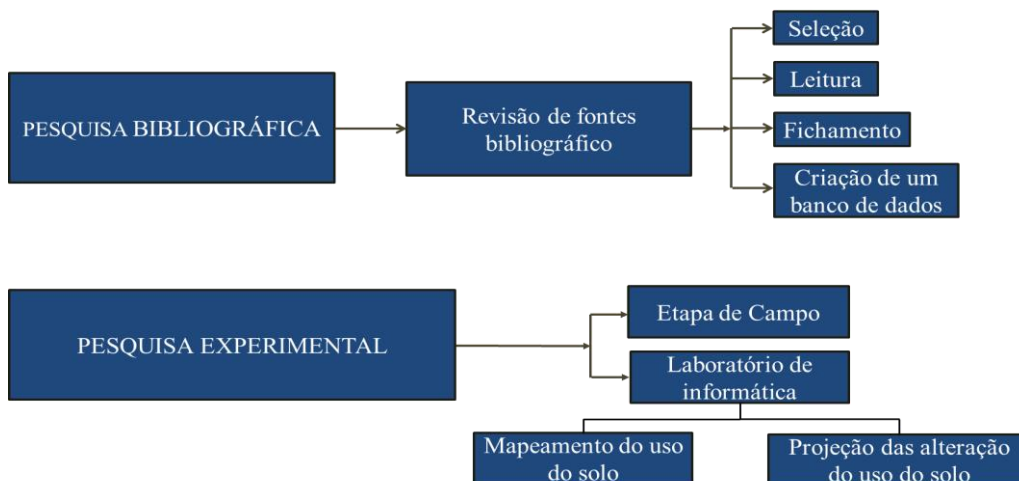 Seleção
Leitura
PESQUISA BIBLIOGRÁFICA
Revisão de fontes
bibliográfico
Fichamento
Criação de um
banco de dados
PESQUISA EXPERIMENTAL
Etapa de Campo
Laboratório de
informática
Mapeamento do uso
do solo
Projeção das alteração
do uso do solo